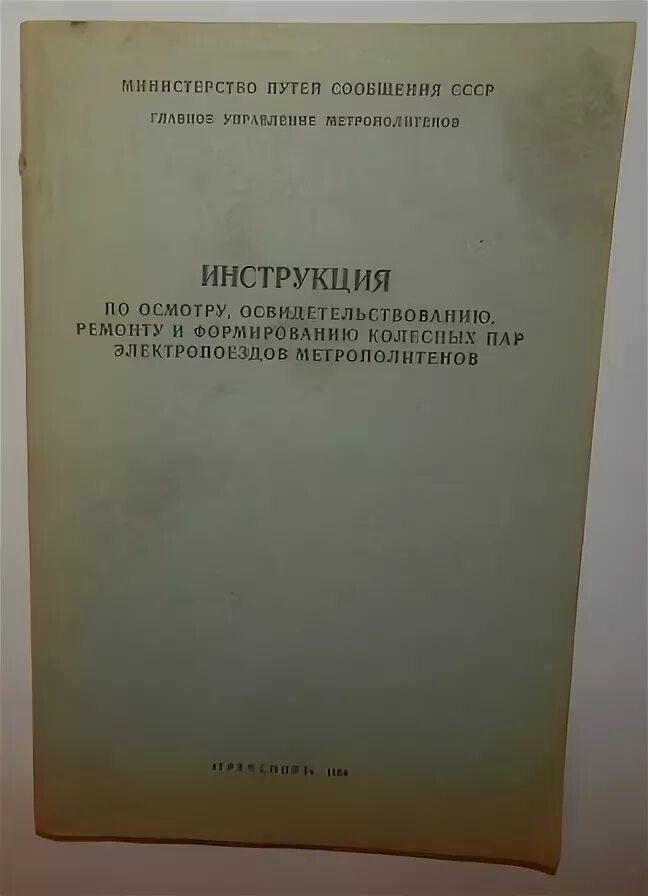 МИНИСТЕРСТВО ПУТЕЙ СООБЩЕНИЯ СССР
ГЛАВНОЕ УПРАВЛЕНИЕ МЕТРОПОЛИТЕНОВ
ИНСТРУКЦИЯ
ПО ОСМОТРУ, ОСВИДЕТЕЛЬСТВОВАНИЮ,
РЕМОНТУ И ФОРМИРОВАНИЮ КОЛЕСНЫХ ПАР
ЭЛЕКТРОПОЕЗДОВ МЕТРОПОЛИТЕНОВ
«ТРАНСПОРТ»